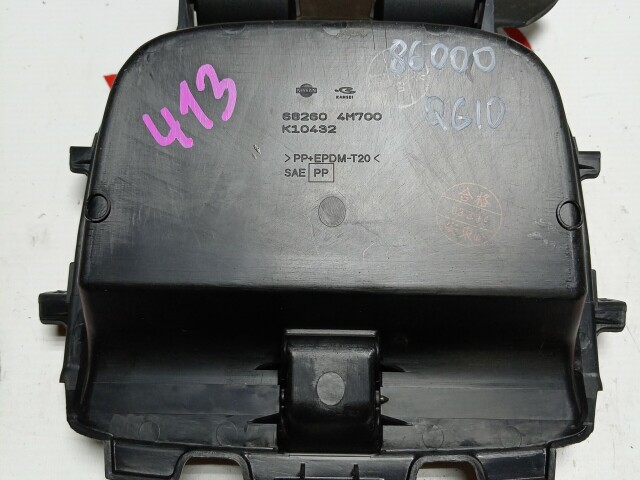 413
86000
QG10
NISSAN
KANSEI
68260 4M700
K10432
>PP+EPDM-T20<
SAE PP